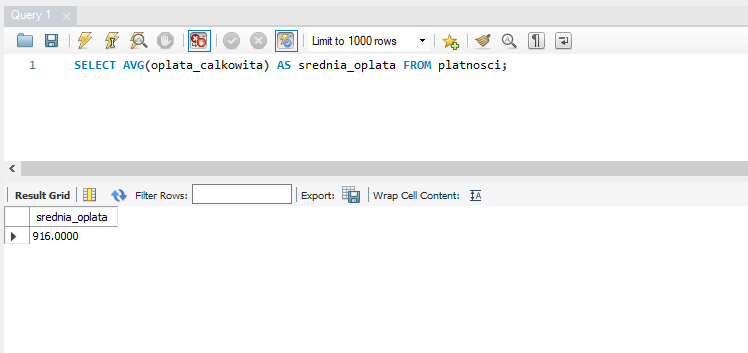 Query 1
Limit to 1000 rows
1 SELECT AVG(oplata_calkowita) AS srednia_oplata FROM platnosci;
Result Grid Filter Rows: Export: Wrap Cell Content:
srednia_oplata
916.0000